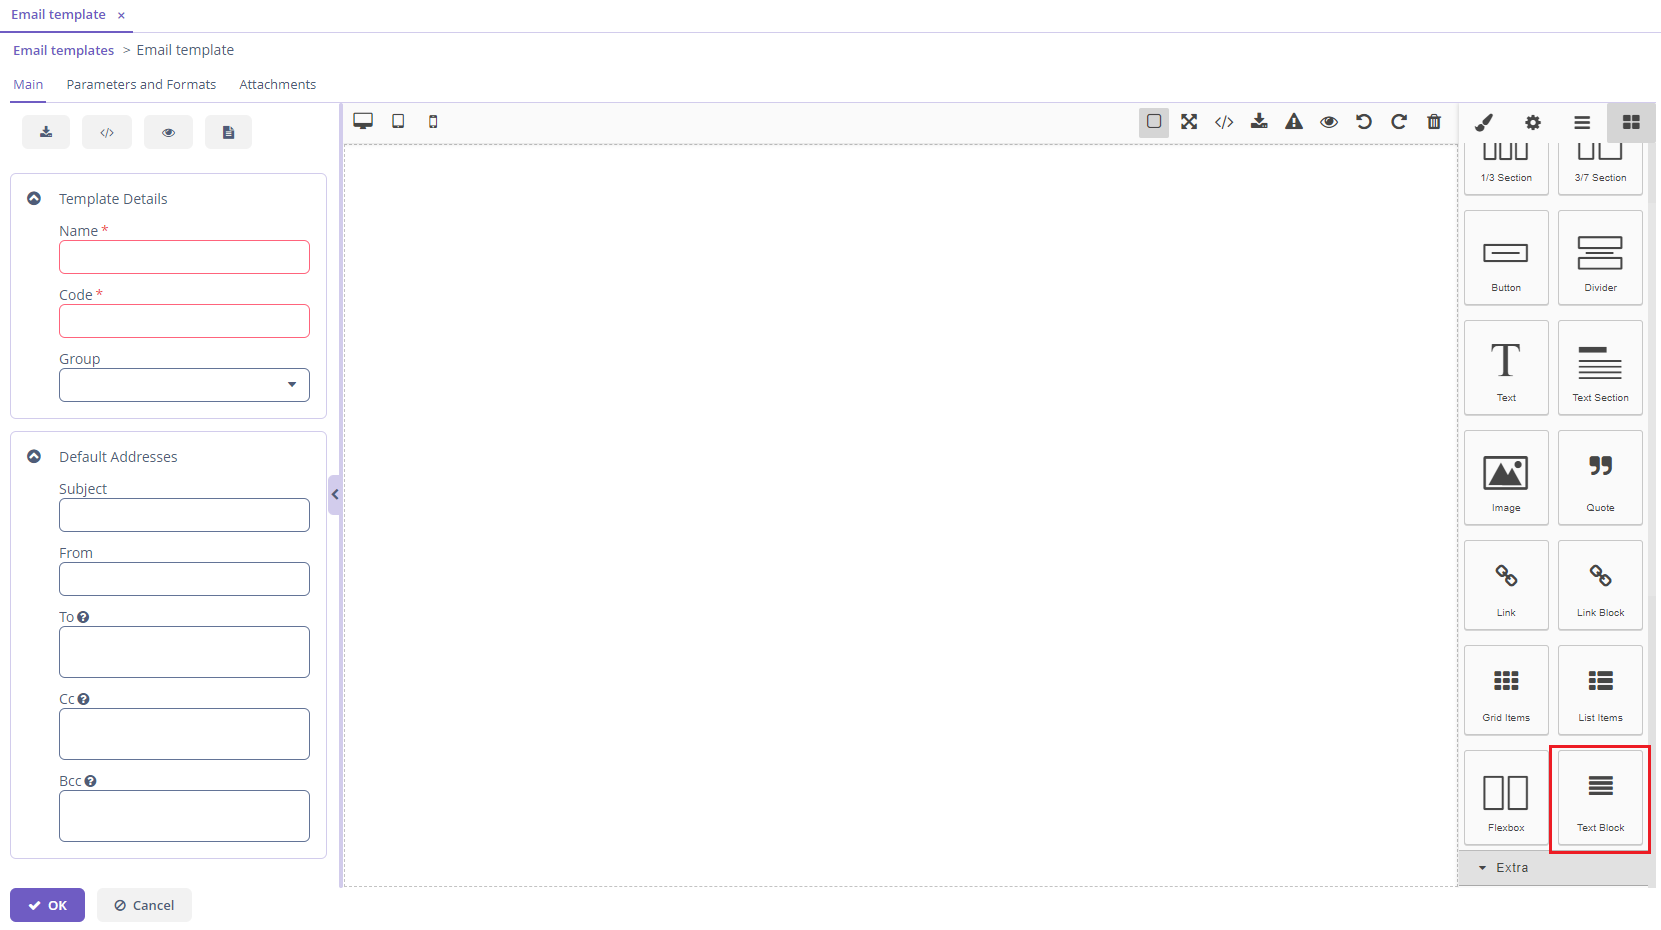 Email template ×
Email templates > Email template
Main Parameters and Formats Attachments
Template Details
Name *
Code *
Group
Default Addresses
Subject
From
To
Cc
Bcc
OK Cancel
1/3 Section 3/7 Section
Button Divider
Text Text Section
Image Quote
Link Link Block
Grid Items List Items
Flexbox Text Block
Extra